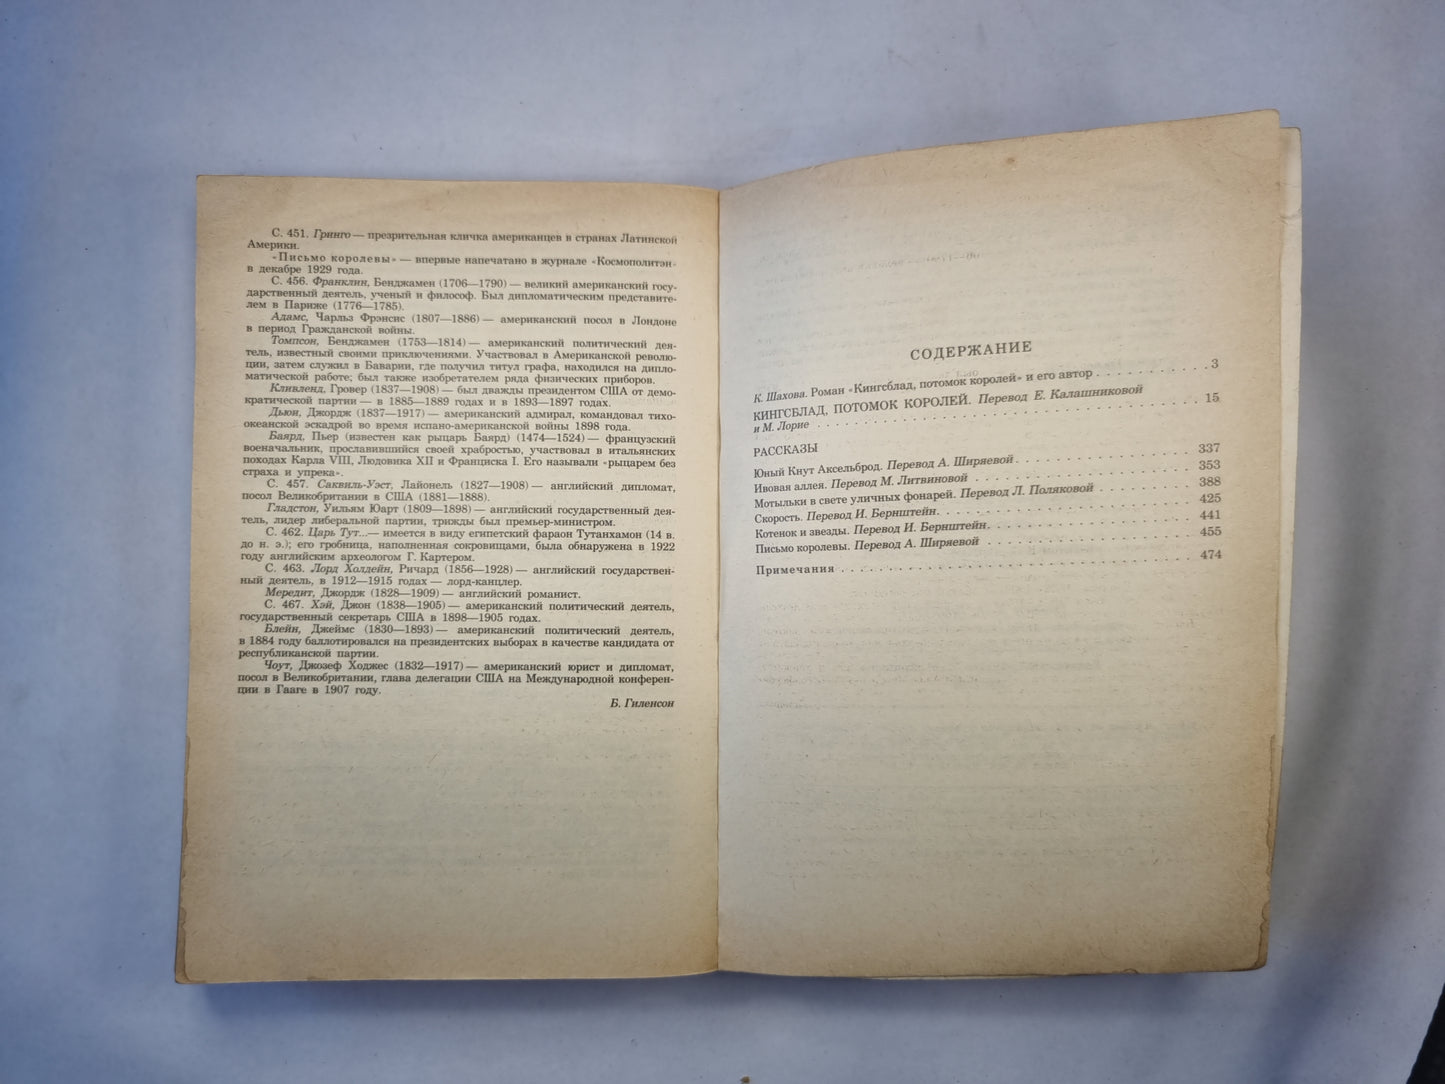 С. 451. Гринго — презрительная кличка американцев в странах Латинской
Америки.
«Письмо королевы» — впервые напечатано в журнале «Космополитэн»
в декабре 1929 года.
С. 456. Франклин, Бенджамен (1706—1790) — великий американский госу-
дарственный деятель, ученый и философ. Был дипломатическим представите-
лем в Париже (1776—1785).
Адамс, Чарльз Фрэнсис (1807—1886) — американский посол в Лондоне
в период Гражданской войны.
Томпсон, Бенджамен (1753—1814) — американский политический дея-
тель, известный своими приключениями. Участвовал в Американской револю-
ции, затем служил в Баварии, где получил титул графа, находился на дипло-
матической работе; был также изобретателем ряда физических приборов.
Кливленд, Гровер (1837—1908) — был дважды президентом США от демо-
кратической партии — в 1885—1889 годах и в 1893—1897 годах.
Дьюи, Джордж (1837—1917) — американский адмирал, командовал тихо-
океанской эскадрой во время испано-американской войны 1898 года.
Баярд, Пьер (известен как рыцарь Баярд) (1474—1524) — французский
военачальник, прославившийся своей храбростью, участвовал в итальянских
походах Карла VIII, Людовика XII и Франциска I. Его называли «рыцарем без
страха и упрека».
С. 457. Саквиль-Уэст, Лайонель (1827—1908) — английский дипломат,
посол Великобритании в США (1881—1888).
Гладстон, Уильям Юарт (1809—1898) — английский государственный дея-
тель, лидер либеральной партии, трижды был премьер-министром.
С. 462. Царь Тут...— имеется в виду египетский фараон Тутанхамон (14 в.
до н. э.); его гробница, наполненная сокровищами, была обнаружена в 1922
году английским археологом Г. Картером.
С. 463. Лорд Холдейн, Ричард (1856—1928) — английский государствен-
ный деятель, в 1912—1915 годах — лорд-канцлер.
Мередит, Джордж (1828—1909) — английский романист.
С. 467. Хэй, Джон (1838—1905) — американский политический деятель,
государственный секретарь США в 1898—1905 годах.
Блейн, Джеймс (1830—1893) — американский политический деятель,
в 1884 году баллотировался на президентских выборах в качестве кандидата от
республиканской партии.
Чоут, Джозеф Ходжес (1832—1917) — американский юрист и дипломат,
посол в Великобритании, глава делегации США на Международной конферен-
ции в Гааге в 1907 году.
Б. Гиленсон
СОДЕРЖАНИЕ
К. Шахова. Роман «Кингсблад, потомок королей» и его автор . . . . . . . . . . 3
КИНГСБЛАД, ПОТОМОК КОРОЛЕЙ. Перевод Е. Калашниковой
и М. Лорие . . . . . . . . . . . . . . . . . . . . 15
РАССКАЗЫ
Юный Кнут Аксельброд. Перевод А. Ширяевой . . . . . . . . . . 337
Ивовая аллея. Перевод М. Литвиновой . . . . . . . . . . 353
Мотыльки в свете уличных фонарей. Перевод Л. Поляковой . . . . . . . . 388
Скорость. Перевод И. Бернштейн. . . . . . . . . . . 425
Котенок и звезды. Перевод И. Бернштейн. . . . . . . . . . . 441
Письмо королевы. Перевод А. Ширяевой . . . . . . . . . . 455
Примечания . . . . . . . . . . . . . . . . . . . . 474